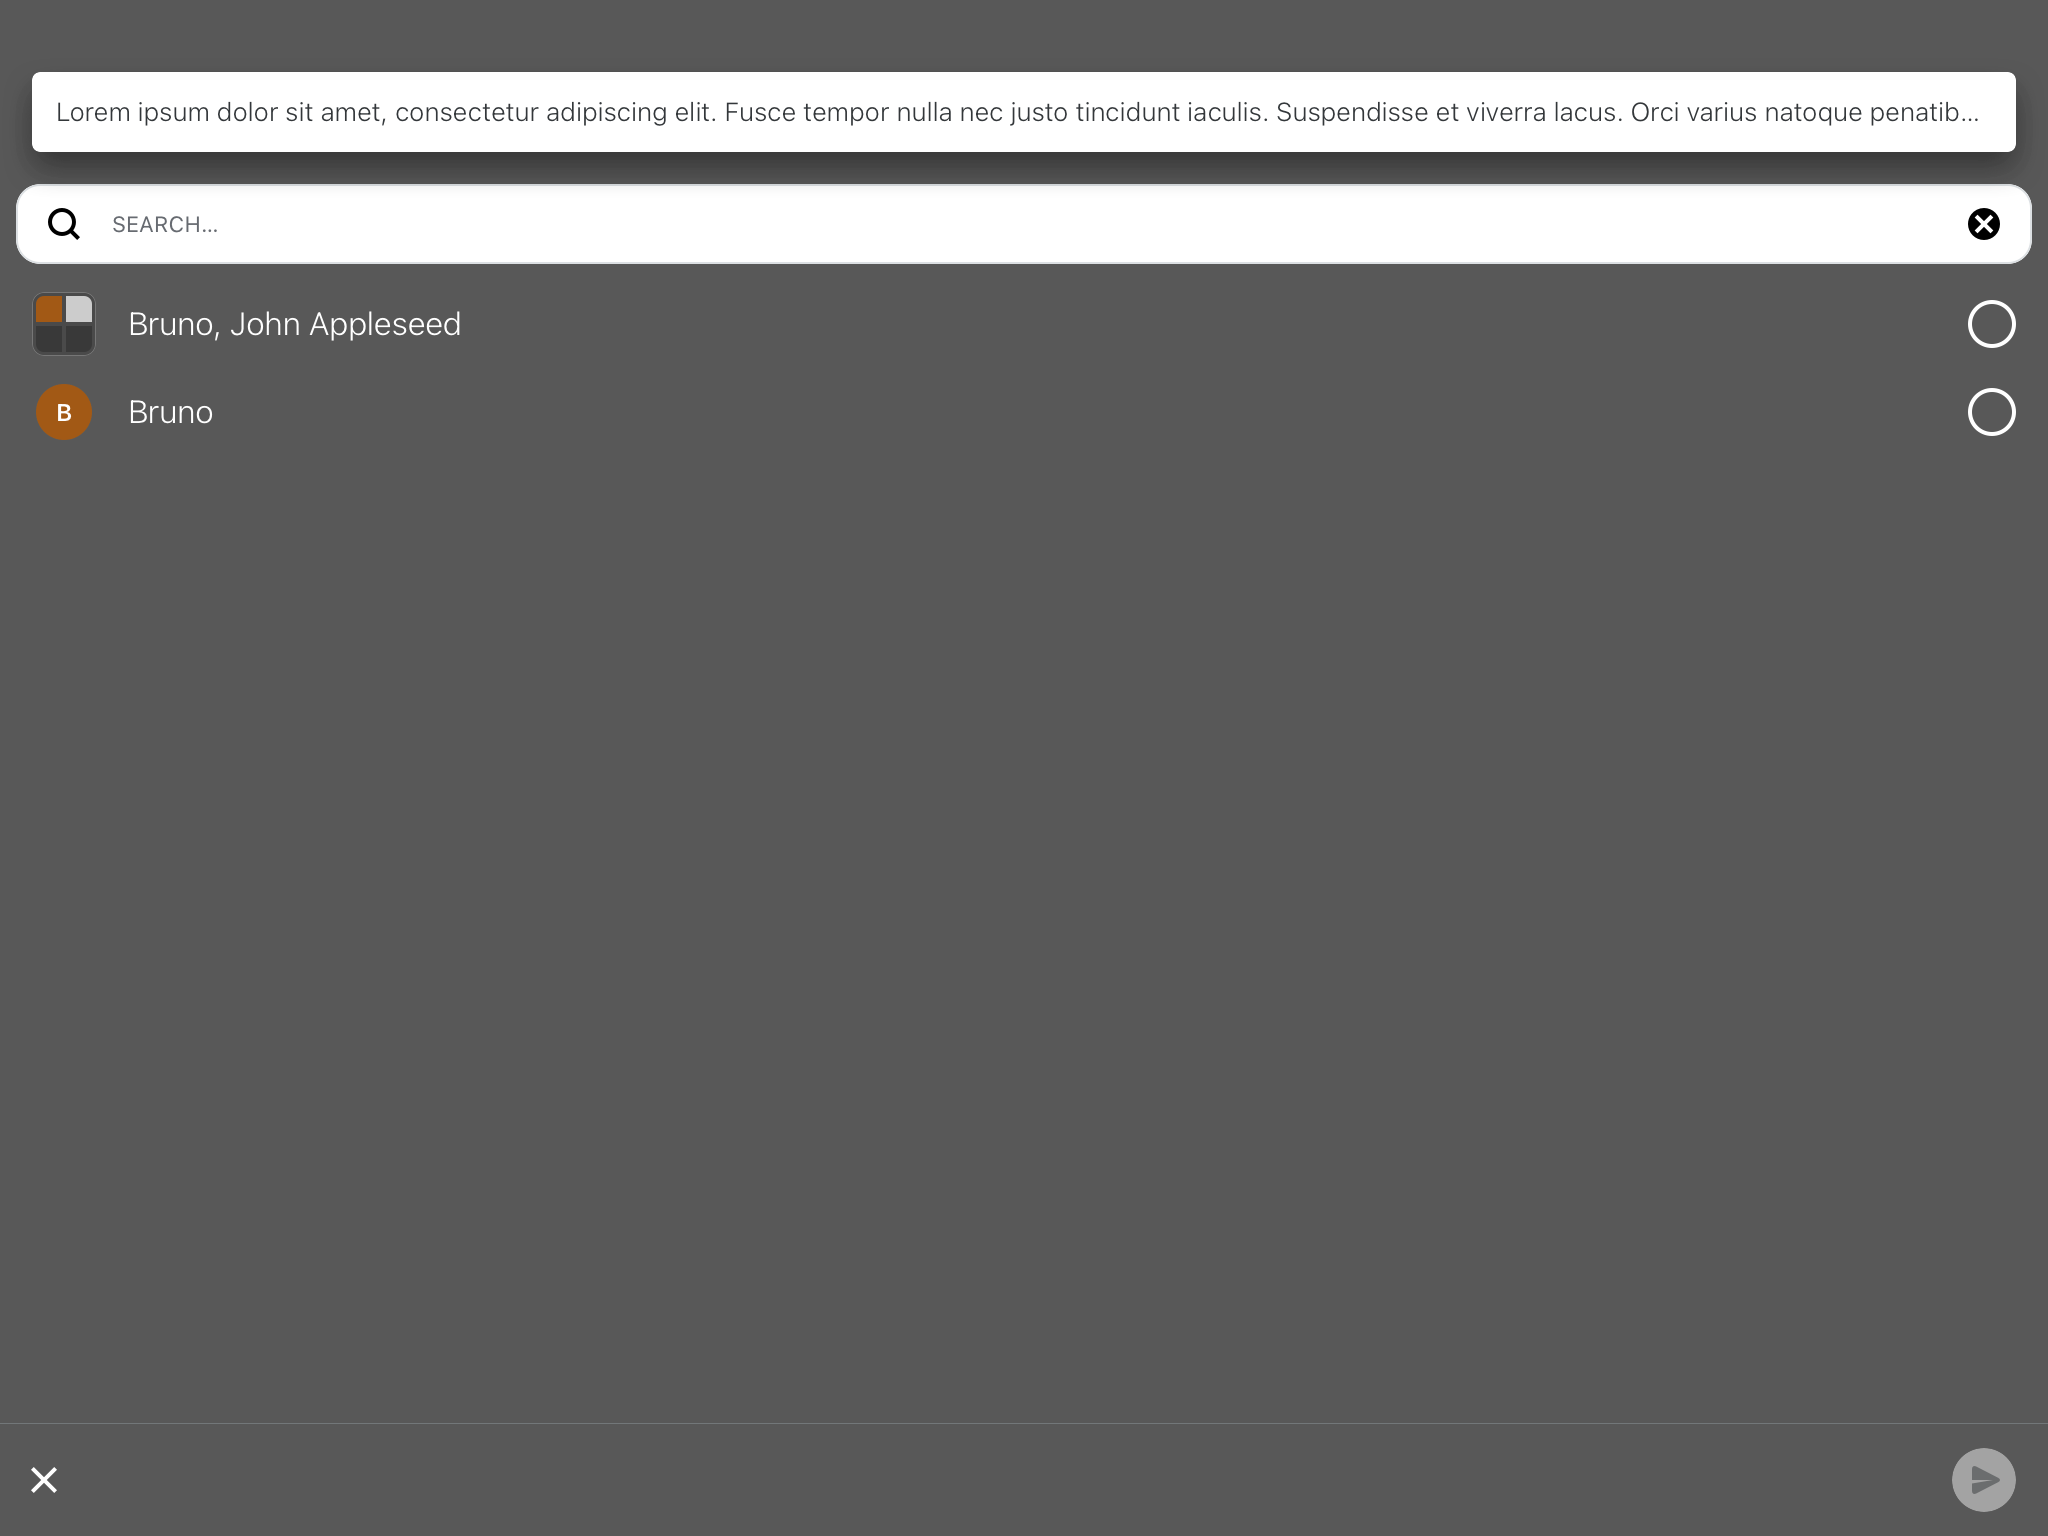 Lorem ipsum dolor sit amet, consectetur adipiscing elit. Fusce tempor nulla nec justo tincidunt iaculis. Suspendisse et viverra lacus. Orci varius natoque penatib...
SEARCH...
Bruno, John Appleseed
B Bruno